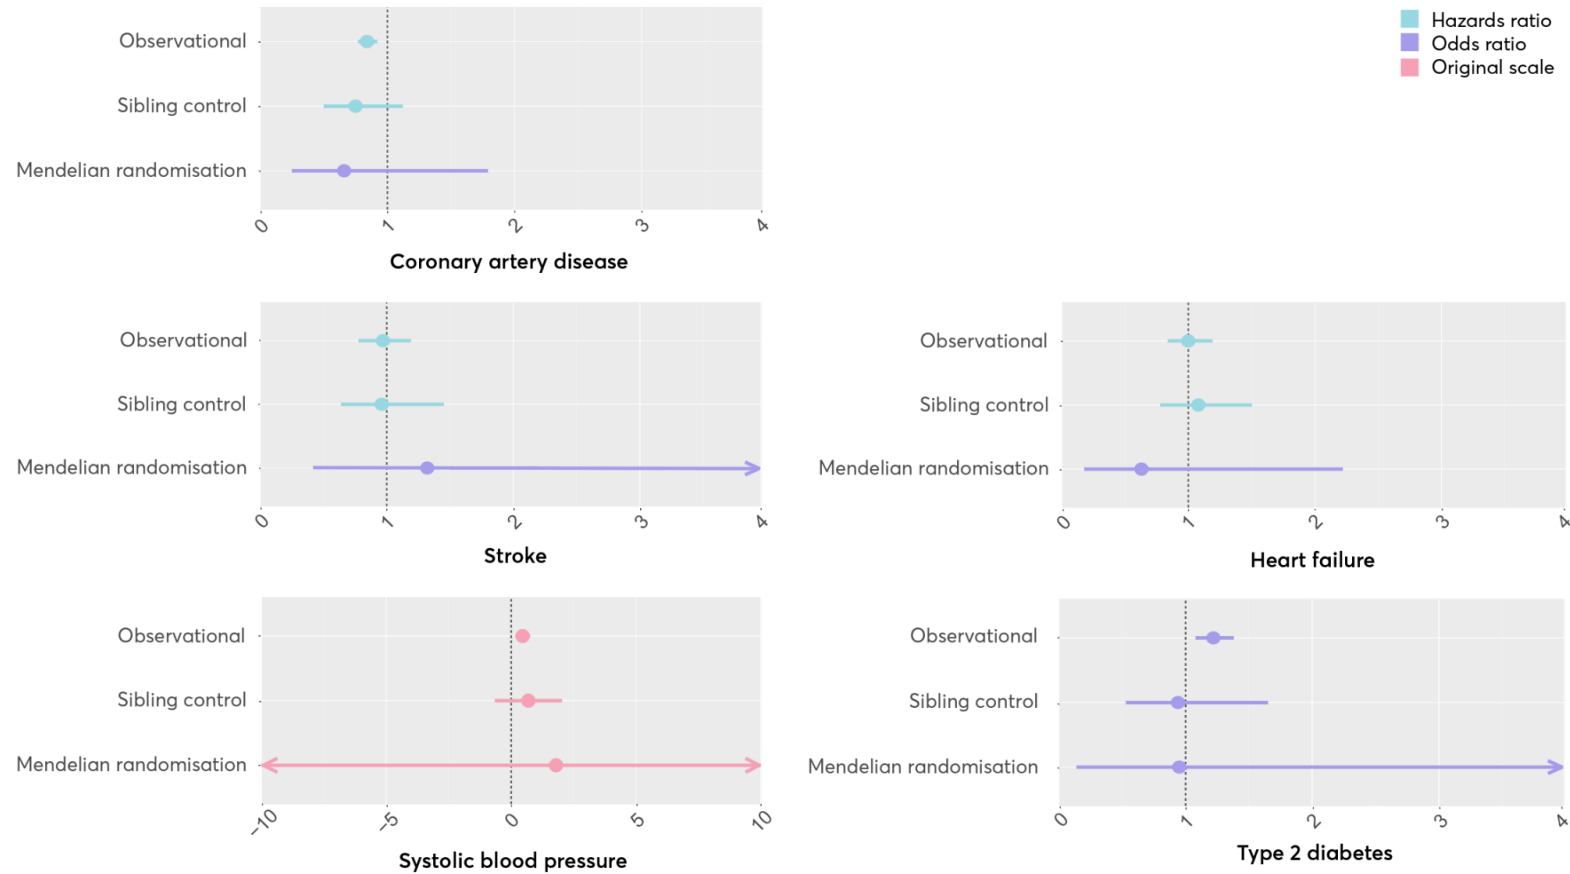 Hazards ratio
Odds ratio
Original scale
Observational
Sibling control
Mendelian randomisation
0 1 2 3 4
Coronary artery disease
Observational
Sibling control
Mendelian randomisation
0 1 2 3 4
Stroke
Observational
Sibling control
Mendelian randomisation
0 1 2 3 4
Heart failure
Observational
Sibling control
Mendelian randomisation
−10 −5 0 5 10
Systolic blood pressure
Observational
Sibling control
Mendelian randomisation
0 1 2 3 4
Type 2 diabetes